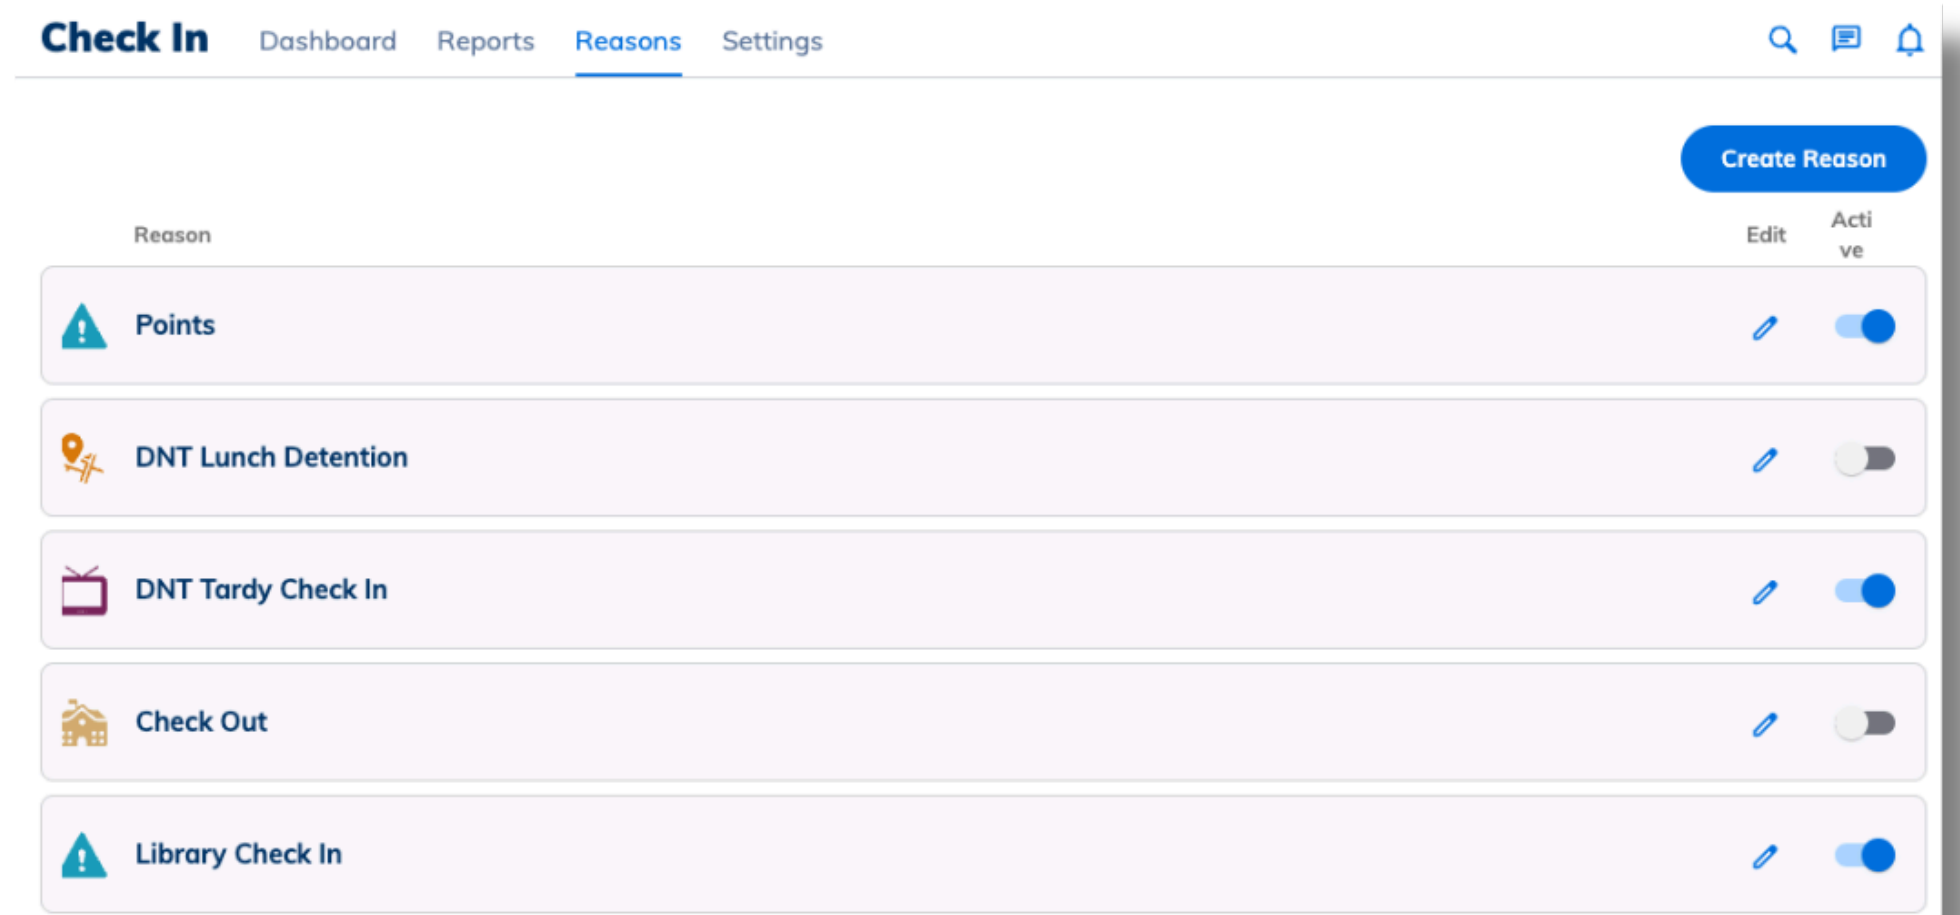 Check In Dashboard Reports Reasons Settings
Create Reason
Reason Edit Acti
ve
Points
DNT Lunch Detention
DNT Tardy Check In
Check Out
Library Check In